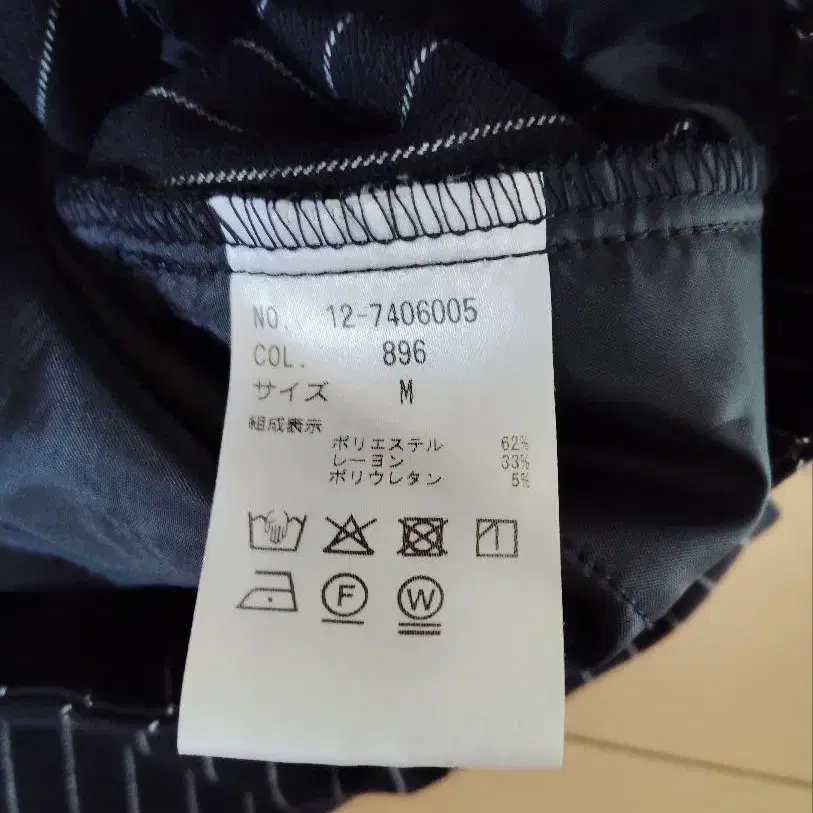 NO. 12-7406005
COL. 896
サイズ M
組成表示
ポリエステル 62%
レーヨン 33%
ポリウレタン 5%
F W